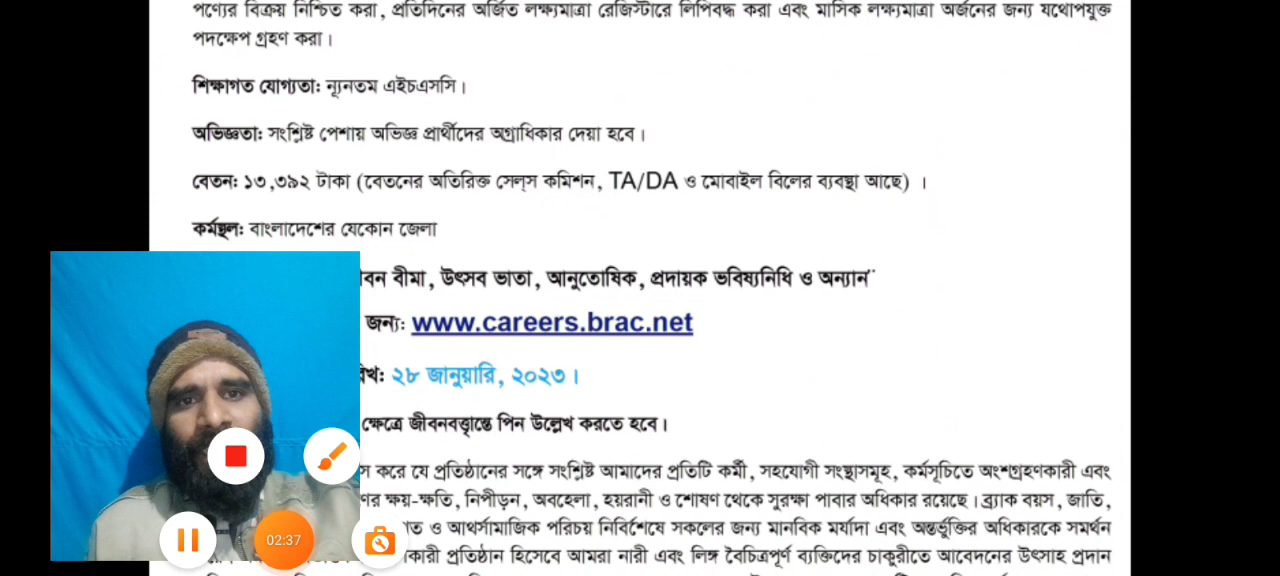 পণ্যের বিক্রয় নিশ্চিত করা, প্রতিদিনের অর্জিত লক্ষ্যমাত্রা রেজিস্টারে লিপিবদ্ধ করা এবং মাসিক লক্ষ্যমাত্রা অর্জনের জন্য যথোপযুক্ত
পদক্ষেপ গ্রহণ করা।
শিক্ষাগত যোগ্যতা: ন্যূনতম এইচএসসি।
অভিজ্ঞতা: সংশ্লিষ্ট পেশায় অভিজ্ঞ প্রার্থীদের অগ্রাধিকার দেয়া হবে।
বেতন: ১৩,৩৯২ টাকা (বেতনের অতিরিক্ত সেল্স কমিশন, TA/DA ও মোবাইল বিলের ব্যবস্থা আছে) ।
কর্মস্থল: বাংলাদেশের যেকোন জেলা
বীমা, উৎসব ভাতা, আনুতোষিক, প্রদায়ক ভবিষ্যনিধি ও
জন্য: www.careers.brac.net
২৮ জানুয়ারি, ২০২৩।
ক্ষেত্রে জীবনবৃত্তান্তে পিন উল্লেখ করতে হবে।
করে যে প্রতিষ্ঠানের সঙ্গে সংশ্লিষ্ট আমাদের প্রতিটি কর্মী, সহযোগী সংস্থাসমূহ, কর্মসূচিতে অংশগ্রহণকারী এবং
ক্ষয়-ক্ষতি, নিপীড়ন, অবহেলা, হয়রানী ও শোষণ থেকে সুরক্ষা পাবার অধিকার রয়েছে। ব্র্যাক বয়স, জাতি,
ও আর্থসামাজিক পরিচয় নির্বিশেষে সকলের জন্য মানবিক মর্যাদা এবং অন্তর্ভুক্তির অধিকারকে সমর্থন
প্রতিষ্ঠান হিসেবে আমরা নারী এবং লিঙ্গ বৈচিত্রপূর্ণ ব্যক্তিদের চাকুরীতে আবেদনের উৎসাহ প্রদান
02:37